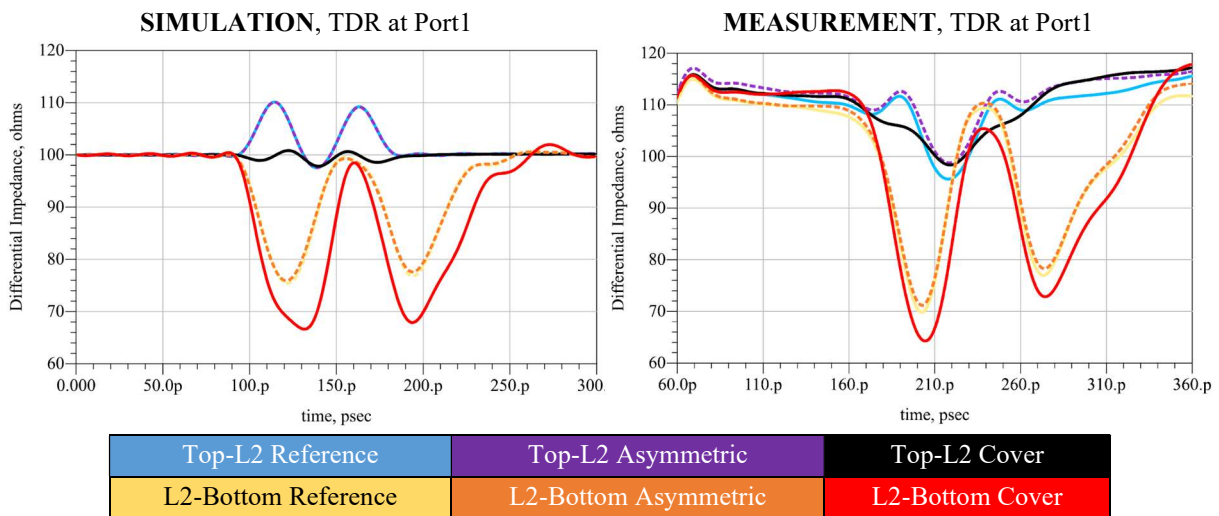 SIMULATION, TDR at Port1
120
110
100
90
80
70
60
Differential Impedance, ohms
0.000 50.0p 100.p 150.p 200.p 250.p 300.
time, psec
MEASUREMENT, TDR at Port1
120
110
100
90
80
70
60
Differential Impedance, ohms
60.0p 110.p 160.p 210.p 260.p 310.p 360.p
time, psec
Top-L2 Reference Top-L2 Asymmetric Top-L2 Cover
L2-Bottom Reference L2-Bottom Asymmetric L2-Bottom Cover